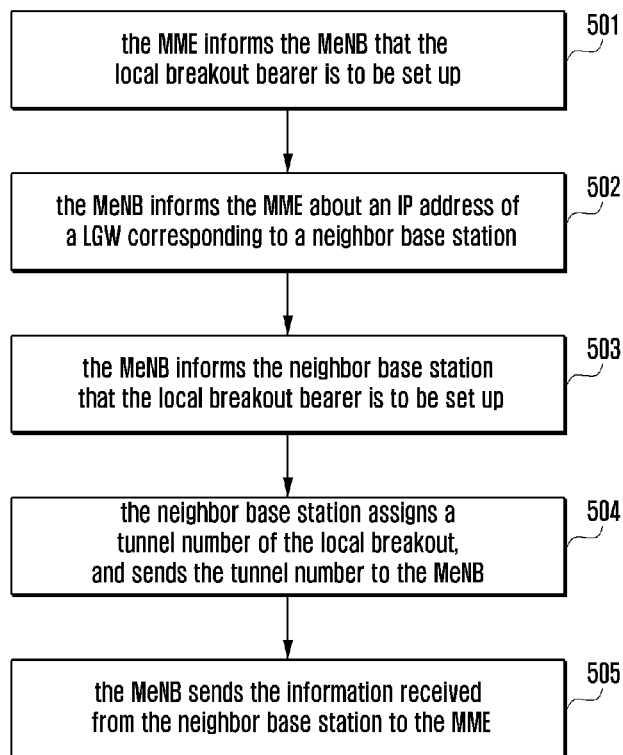 the MME informs the MeNB that the
local breakout bearer is to be set up
501
the MeNB informs the MME about an IP address of
a LGW corresponding to a neighbor base station
502
the MeNB informs the neighbor base station
that the local breakout bearer is to be set up
503
the neighbor base station assigns a
tunnel number of the local breakout,
and sends the tunnel number to the MeNB
504
the MeNB sends the information received
from the neighbor base station to the MME
505